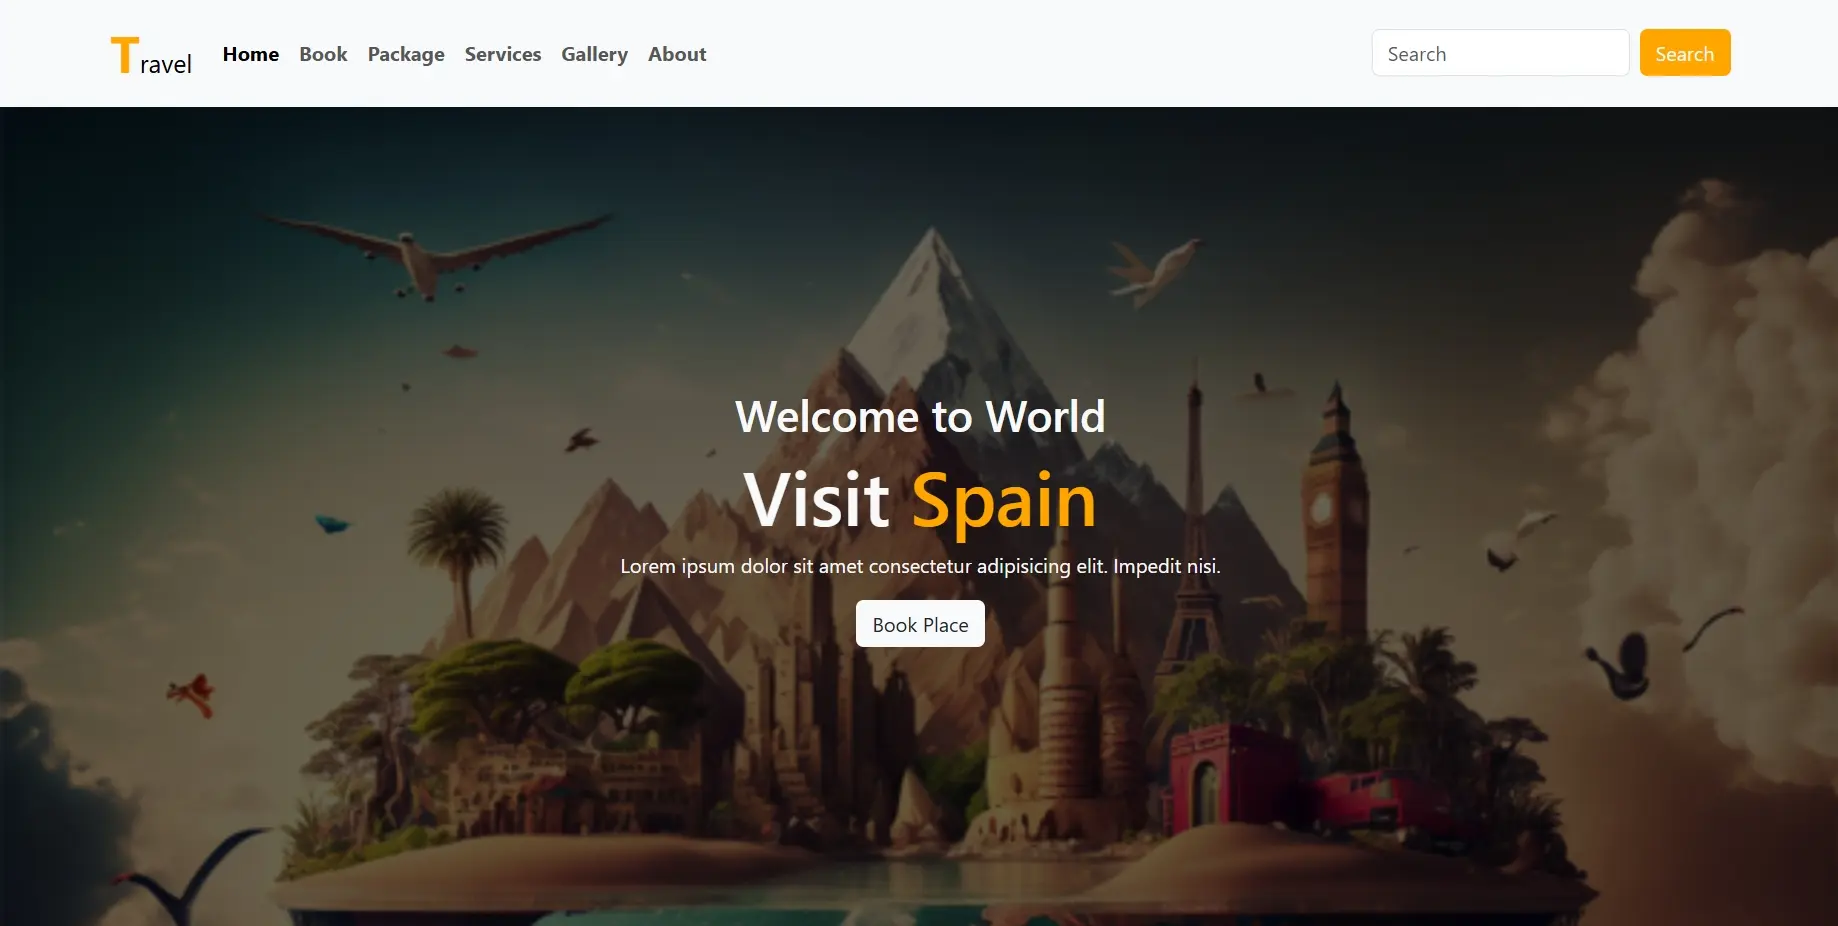 Travel Home Book Package Services Gallery About Search Search
Welcome to World
Visit Spain
Lorem ipsum dolor sit amet consectetur adipisicing elit. Impedit nisi.
Book Place